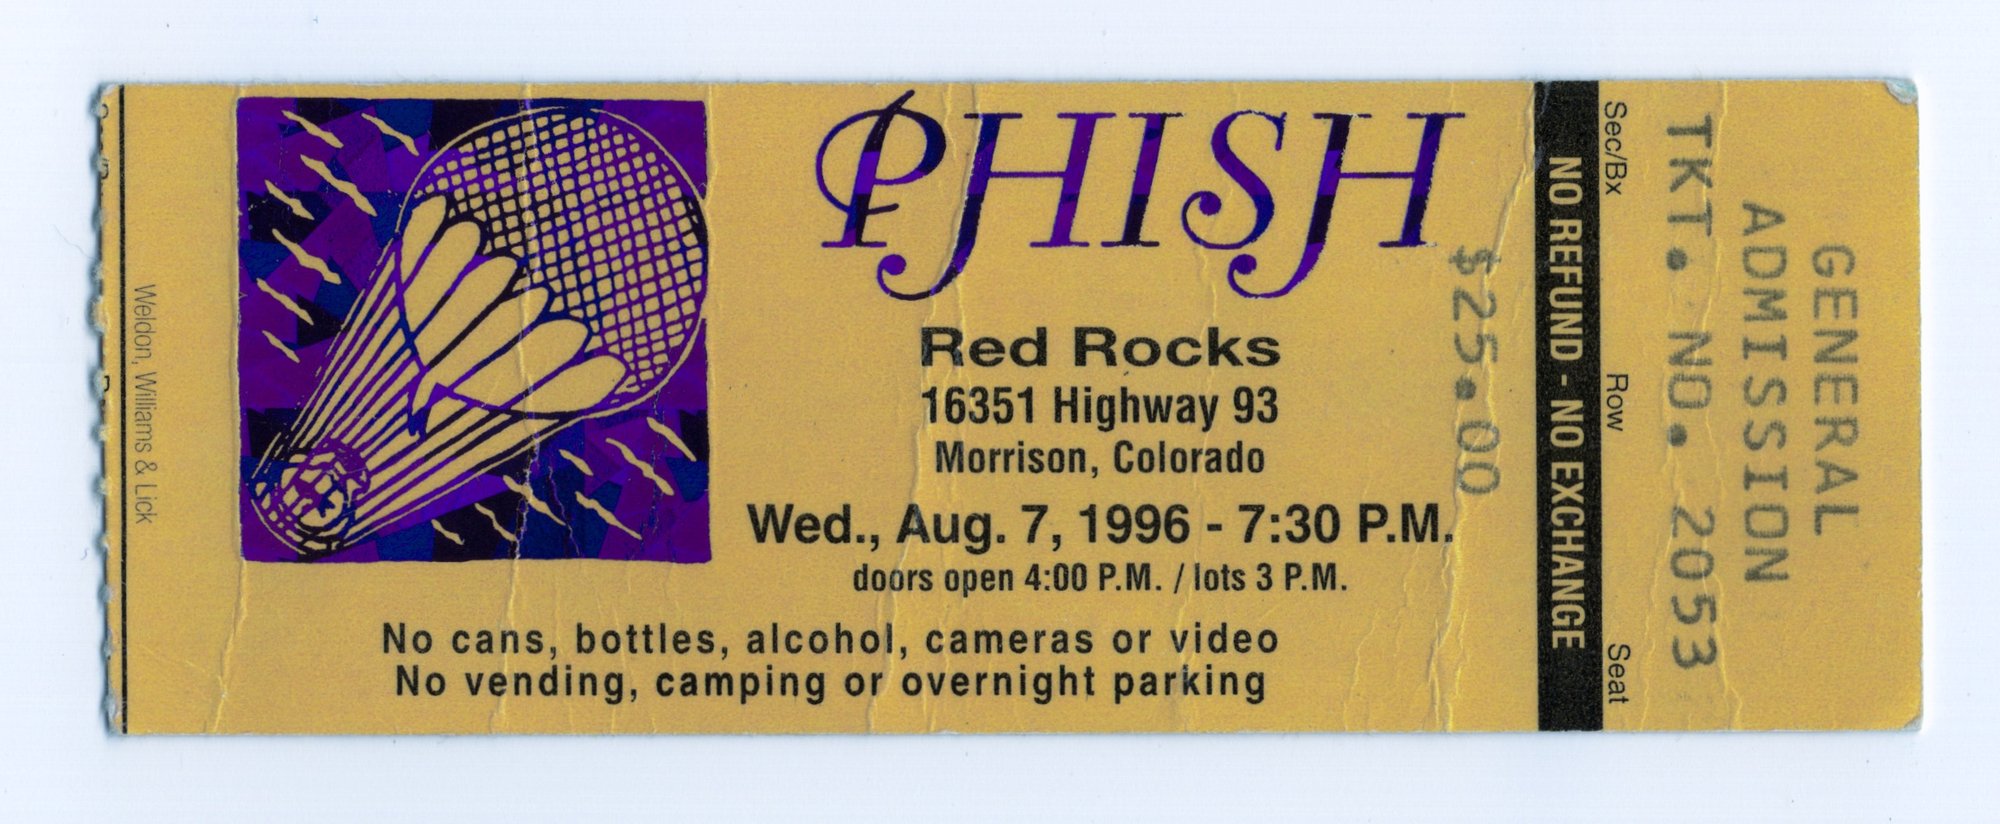 Weldon, Williams & Lick
PHISH
Red Rocks
16351 Highway 93
Morrison, Colorado
Wed., Aug. 7, 1996 - 7:30 P.M.
doors open 4:00 P.M. / lots 3 P.M.
No cans, bottles, alcohol, cameras or video
No vending, camping or overnight parking
$25.00
NO REFUND - NO EXCHANGE
Sec/Bx Row Seat
TKT. NO. 2053
GENERAL
ADMISSION